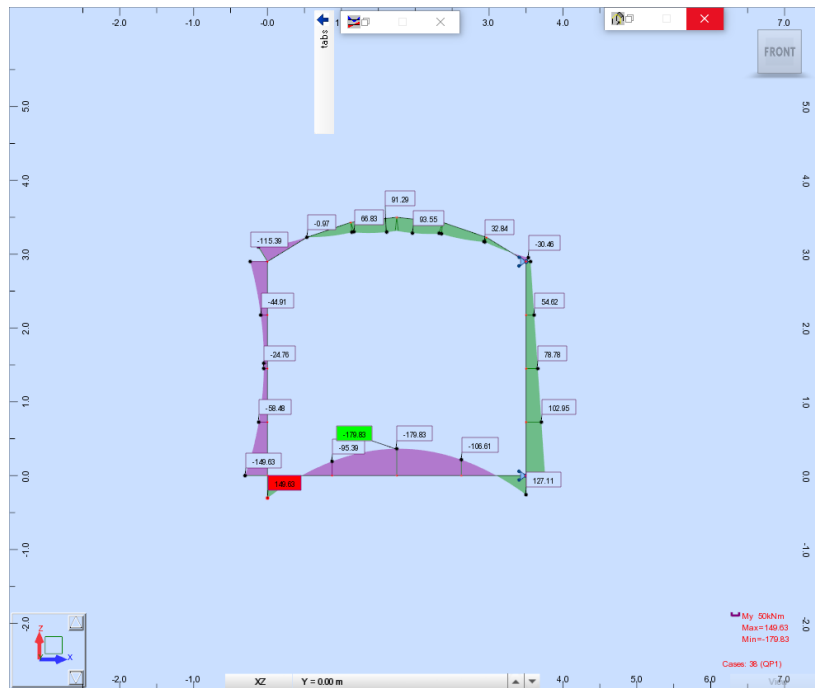 -2.0 -1.0 -0.0 1 3.0 4.0 7.0
tabs
FRONT
5.0 5.0
4.0 4.0
91.29
-0.97 66.83 93.55
32.84
-115.39 -30.46
3.0 3.0
-44.91 54.62
2.0 2.0
-24.76 78.78
1.0 1.0
-58.48 102.95
-179.83 -179.83
-95.39 -106.61
-149.63
0.0 149.63 127.11 0.0
-1.0 -1.0
-2.0 -2.0
My 50kNm
Max=149.63
Min=-179.83
Z
X
Cases: 38 (QP1)
-2.0 -1.0 XZ Y = 0.00 m 4.0 5.0 6.0 View